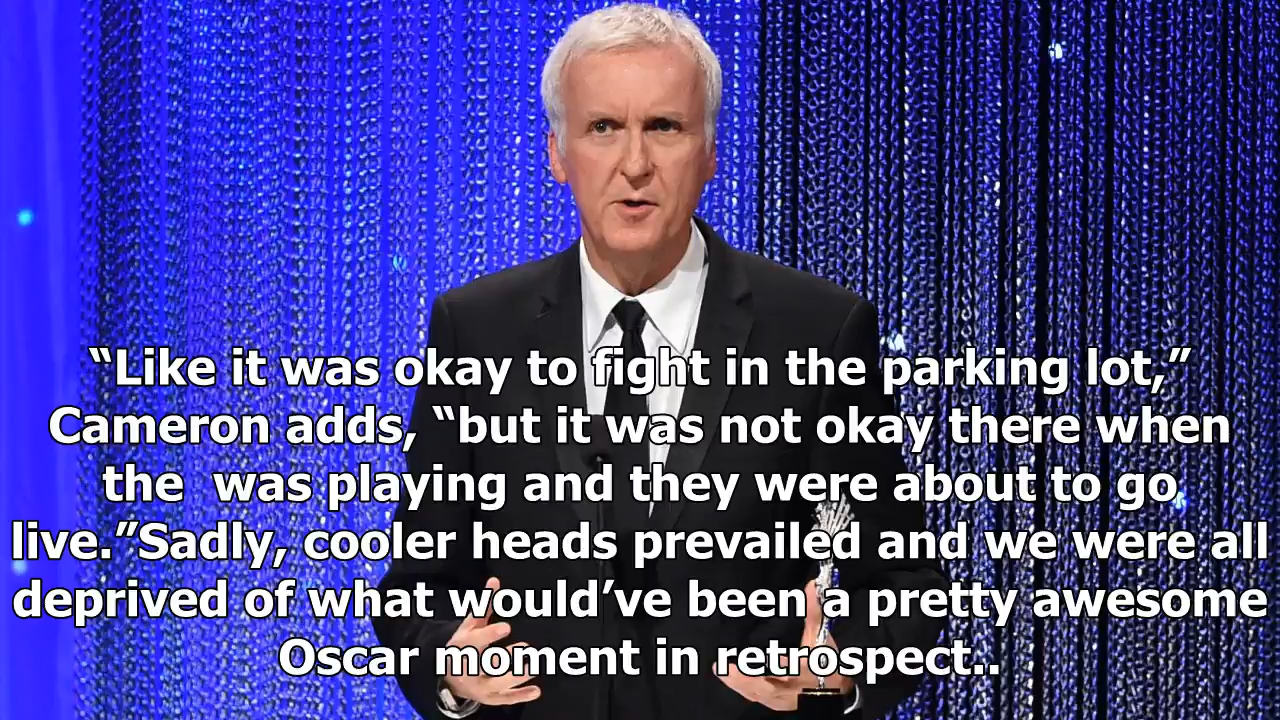 “Like it was okay to fight in the parking lot,”
Cameron adds, “but it was not okay there when
the  was playing and they were about to go
live.”Sadly, cooler heads prevailed and we were all
deprived of what would’ve been a pretty awesome
Oscar moment in retrospect..